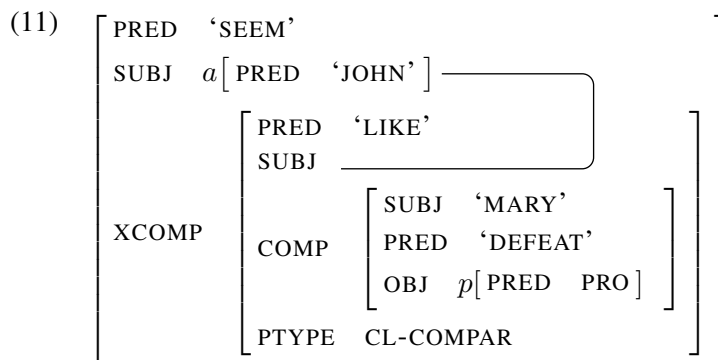 (11)
PRED ‘SEEM’
SUBJ a[PRED ‘JOHN’]
PRED ‘LIKE’
SUBJ
XCOMP
COMP
SUBJ ‘MARY’
PRED ‘DEFEAT’
OBJ p[PRED PRO]
PTYPE CL-COMPAR